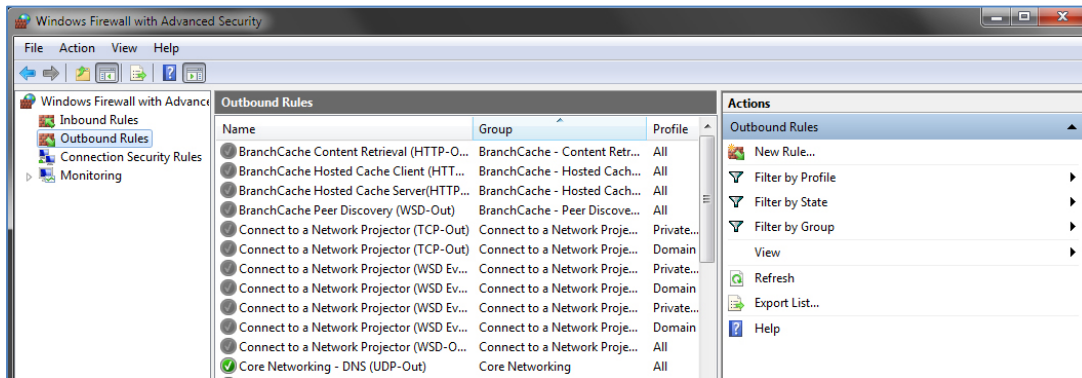 Windows Firewall with Advanced Security
File Action View Help
Windows Firewall with Advance
Inbound Rules
Outbound Rules
Connection Security Rules
Monitoring
Outbound Rules
Name Group Profile
BranchCache Content Retrieval (HTTP-O... BranchCache - Content Retr... All
BranchCache Hosted Cache Client (HTT... BranchCache - Hosted Cach... All
BranchCache Hosted Cache Server(HTTP... BranchCache - Hosted Cach... All
BranchCache Peer Discovery (WSD-Out) BranchCache - Peer Discove... All
Connect to a Network Projector (TCP-Out) Connect to a Network Proje... Private...
Connect to a Network Projector (TCP-Out) Connect to a Network Proje... Domain
Connect to a Network Projector (WSD Ev... Connect to a Network Proje... Private...
Connect to a Network Projector (WSD Ev... Connect to a Network Proje... Domain
Connect to a Network Projector (WSD Ev... Connect to a Network Proje... Private...
Connect to a Network Projector (WSD Ev... Connect to a Network Proje... Domain
Connect to a Network Projector (WSD-O... Connect to a Network Proje... All
Core Networking - DNS (UDP-Out) Core Networking All
Actions
Outbound Rules
New Rule...
Filter by Profile
Filter by State
Filter by Group
View
Refresh
Export List...
Help